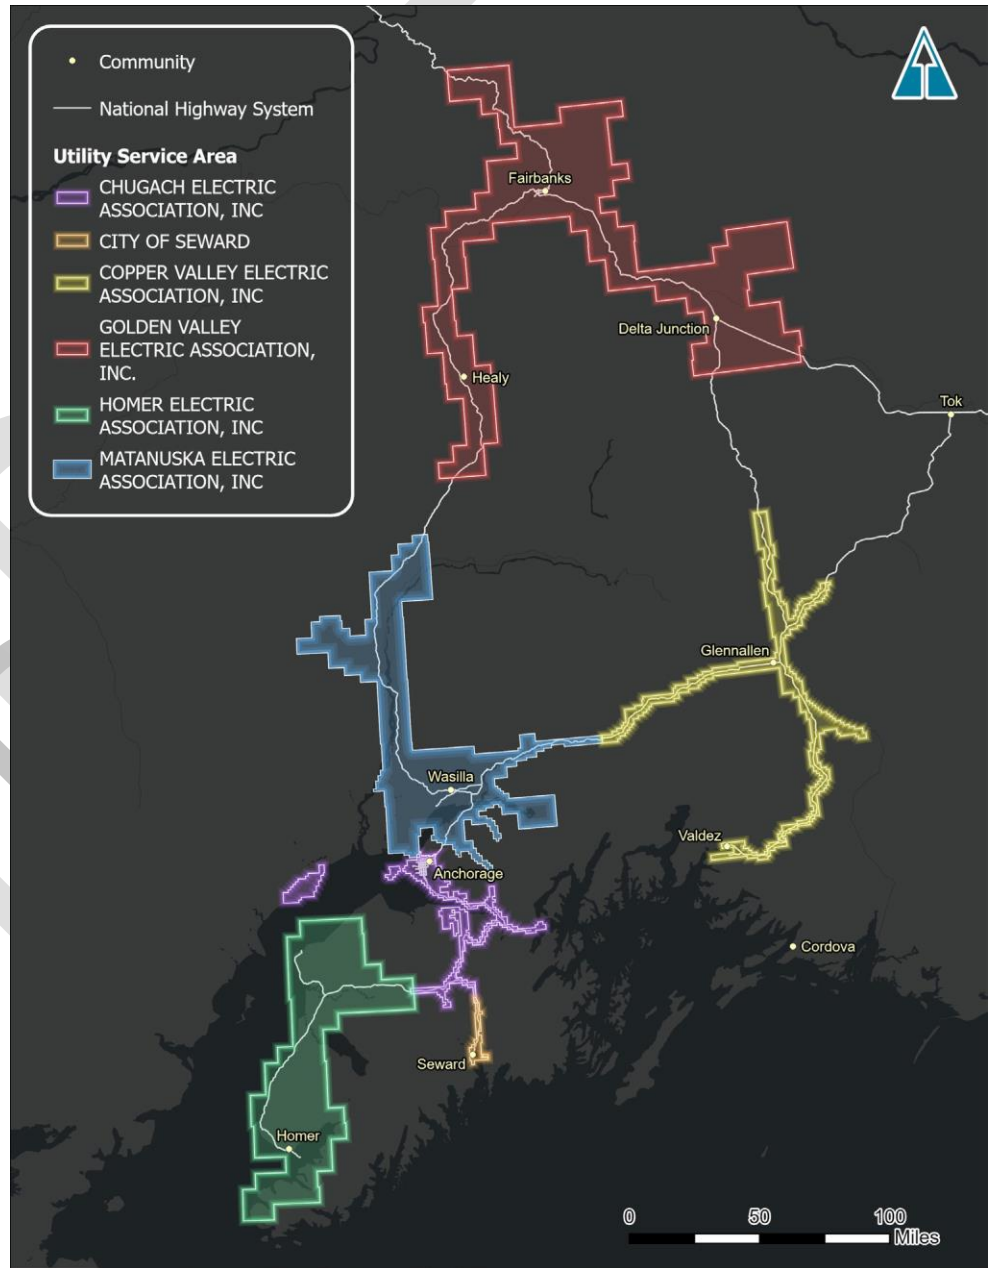 Community
National Highway System
Utility Service Area
CHUGACH ELECTRIC
ASSOCIATION, INC
CITY OF SEWARD
COPPER VALLEY ELECTRIC
ASSOCIATION, INC
GOLDEN VALLEY
ELECTRIC ASSOCIATION,
INC.
HOMER ELECTRIC
ASSOCIATION, INC
MATANUSKA ELECTRIC
ASSOCIATION, INC
Fairbanks
Delta Junction
Healy
Tok
Glennallen
Wasilla
Valdez
Anchorage
Cordova
Seward
Homer
0 50 100
Miles